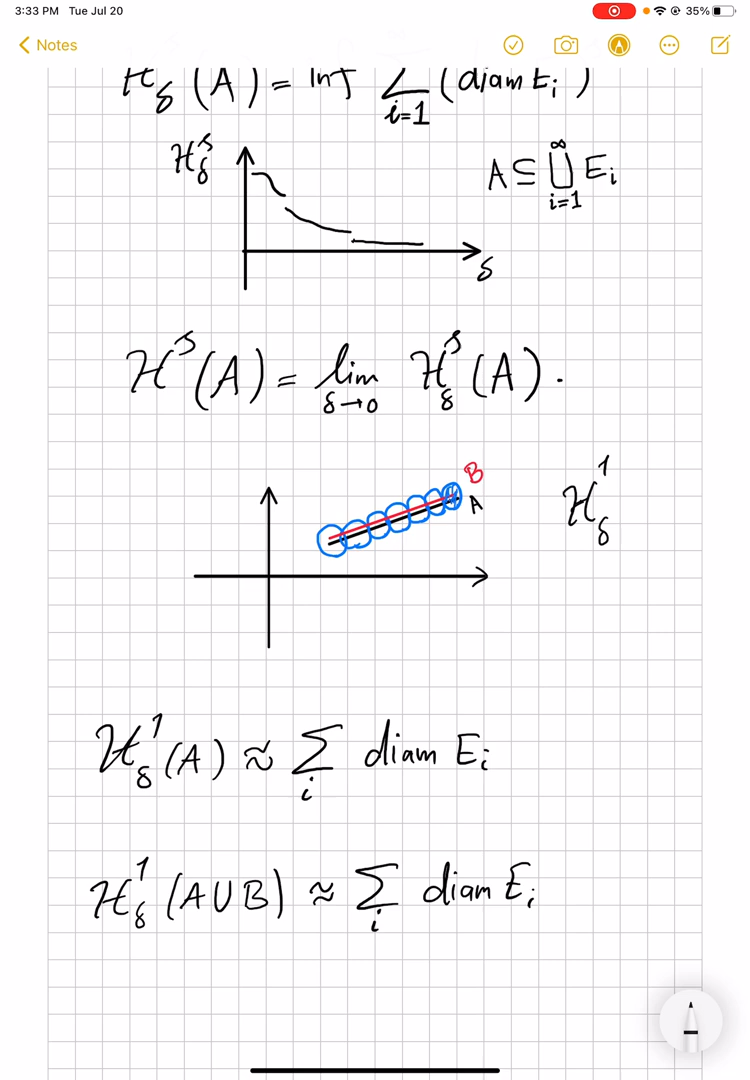 3:33 PM Tue Jul 20 35%
Notes
H_δ (A) = inf ∑_{i=1} (diam E_i)
H^s_δ
A ⊆ ⋃_{i=1}^∞ E_i
δ
H^s(A) = lim_{δ→0} H^s_δ(A).
B
A
H^1_δ
H^1_δ(A) ≈ ∑_i diam E_i
H^1_δ(A∪B) ≈ ∑_i diam E_i